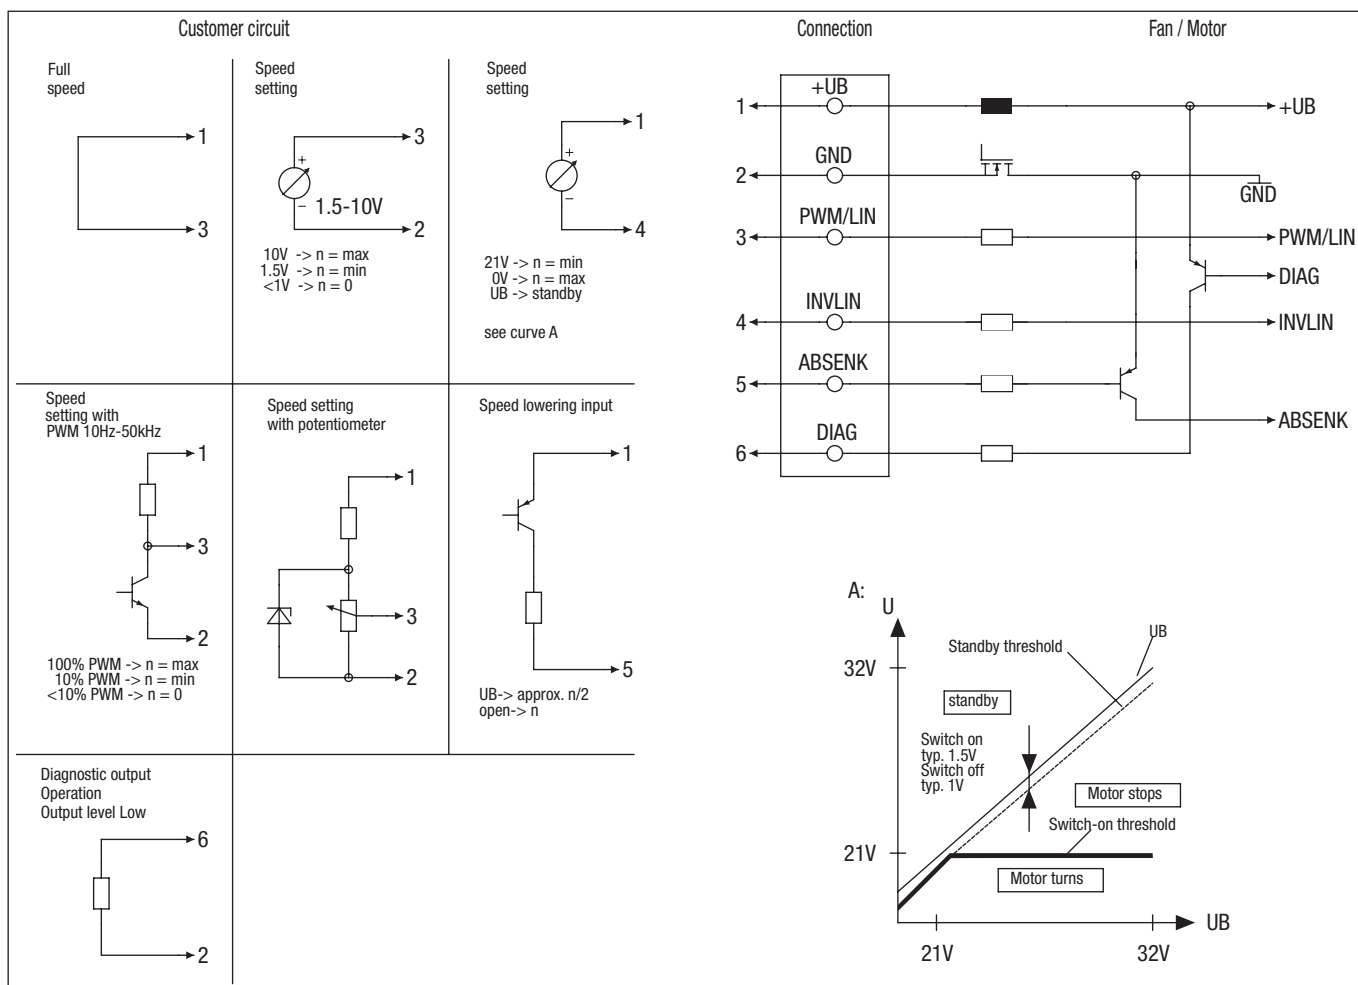 Customer circuit
Connection
Fan / Motor
Full
speed
1
3
Speed
setting
3
+
− 1.5-10V
2
10V -> n = max
1.5V -> n = min
<1V -> n = 0
Speed
setting
1
+
−
4
21V -> n = min
0V -> n = max
UB -> standby
see curve A
Speed
setting with
PWM 10Hz-50kHz
1
3
2
100% PWM -> n = max
10% PWM -> n = min
<10% PWM -> n = 0
Speed setting
with potentiometer
1
3
2
Speed lowering input
1
5
UB-> approx. n/2
open-> n
Diagnostic output
Operation
Output level Low
6
2
+UB
1
+UB
GND
2
GND
PWM/LIN
3
PWM/LIN
DIAG
INVLIN
4
INVLIN
ABSENK
5
ABSENK
DIAG
6
A:
U
UB
Standby threshold
32V
standby
Switch on
typ. 1.5V
Switch off
typ. 1V
Motor stops
Switch-on threshold
21V
Motor turns
UB
21V
32V